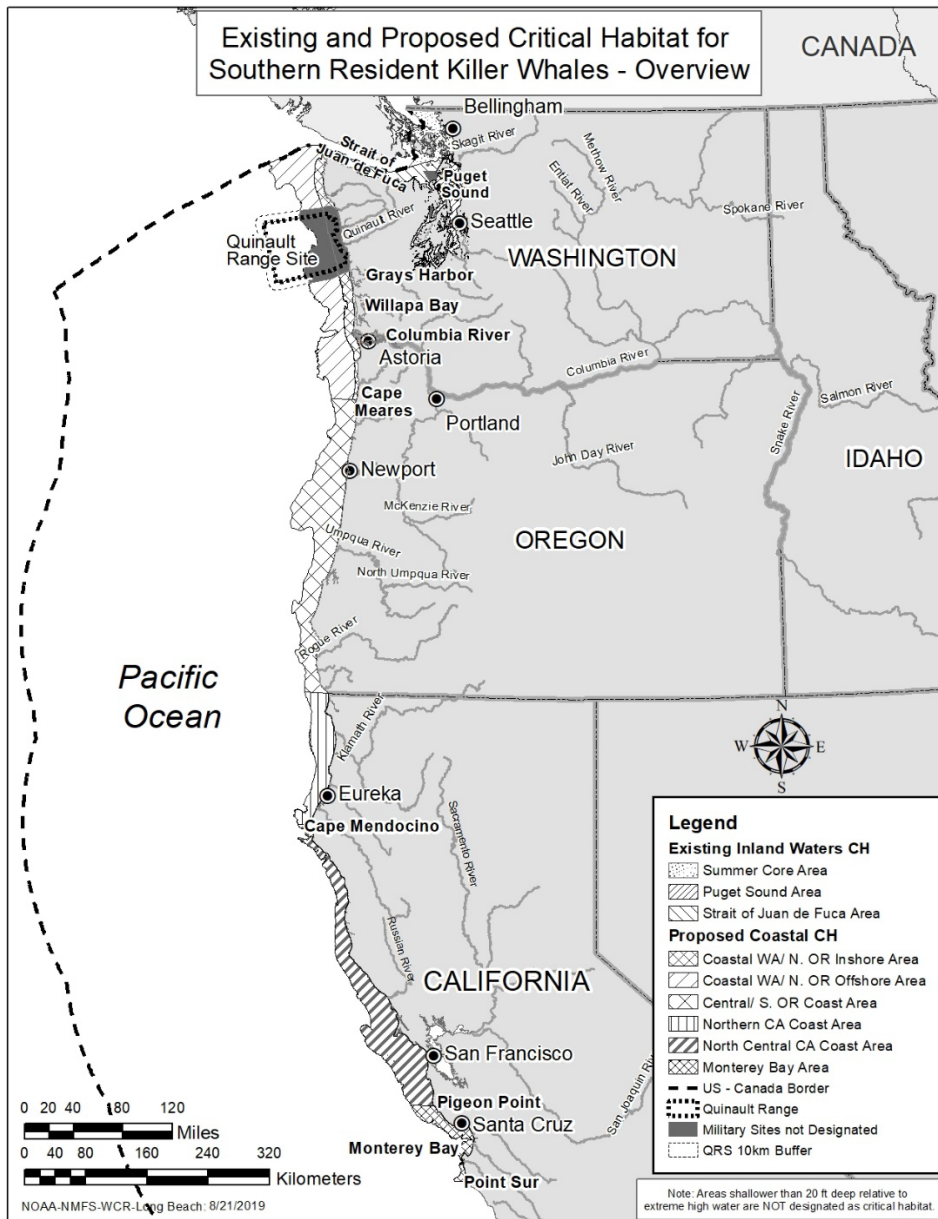 Existing and Proposed Critical Habitat for
Southern Resident Killer Whales - Overview
CANADA
Bellingham
Skagit River
Strait of
Juan de Fuca
Puget
Sound
Methow River
Entiat River
Spokane River
Quinault River
Seattle
Quinault
Range Site
WASHINGTON
Grays Harbor
Willapa Bay
Columbia River
Astoria
Columbia River
Cape
Meares
Portland
Salmon River
Snake River
John Day River
IDAHO
Newport
McKenzie River
Umpqua River
OREGON
North Umpqua River
Rogue River
Pacific
Ocean
Klamath River
N
W
E
S
Eureka
Cape Mendocino
Sacramento River
Russian River
CALIFORNIA
San Francisco
San Joaquin Riv
Pigeon Point
Santa Cruz
Monterey Bay
Point Sur
Legend
Existing Inland Waters CH
Summer Core Area
Puget Sound Area
Strait of Juan de Fuca Area
Proposed Coastal CH
Coastal WA/ N. OR Inshore Area
Coastal WA/ N. OR Offshore Area
Central/ S. OR Coast Area
Northern CA Coast Area
North Central CA Coast Area
Monterey Bay Area
US - Canada Border
Quinault Range
Military Sites not Designated
QRS 10km Buffer
0 20 40 80 120
Miles
0 40 80 160 240 320
Kilometers
NOAA-NMFS-WCR-Long Beach: 8/21/2019
Note: Areas shallower than 20 ft deep relative to
extreme high water are NOT designated as critical habitat.